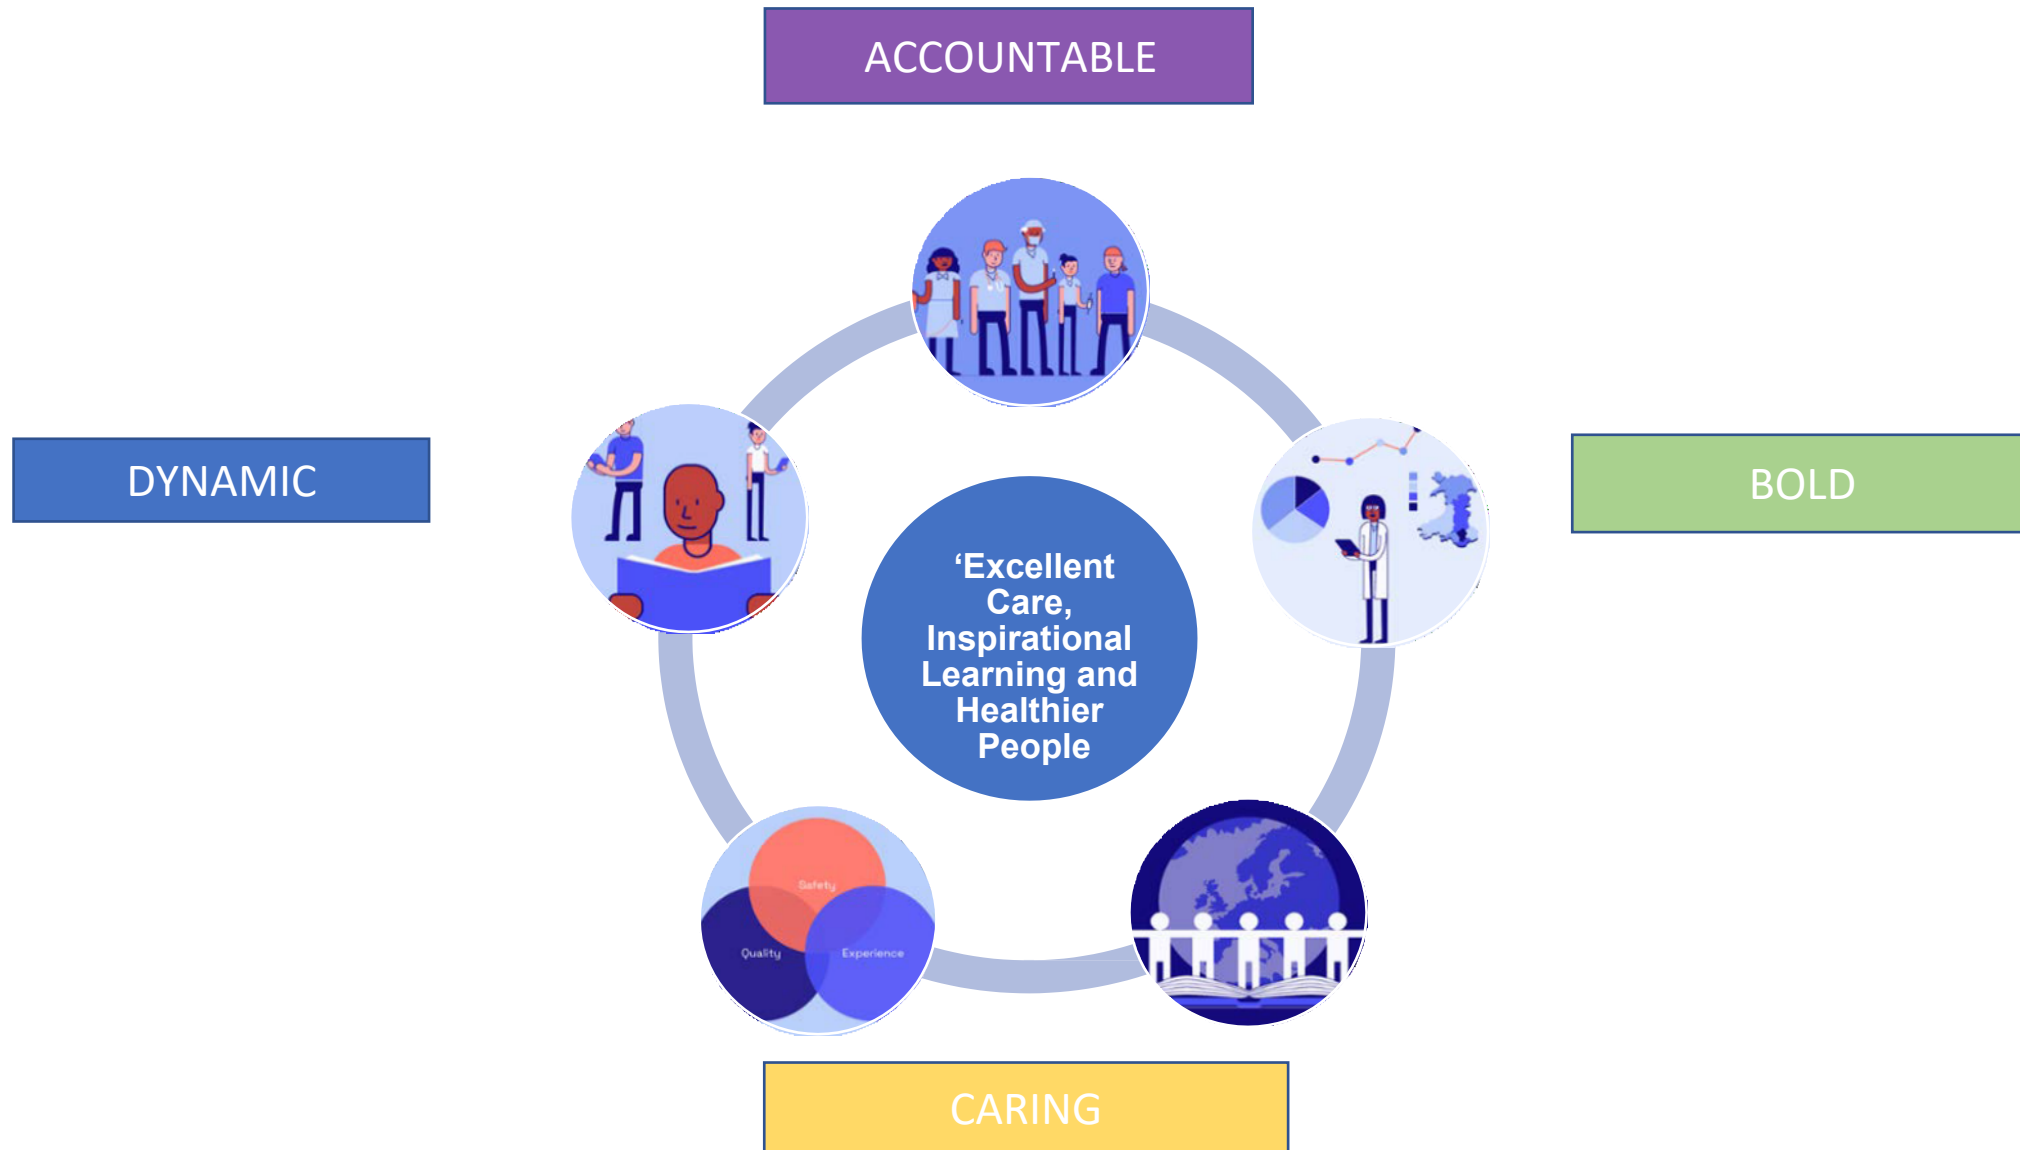 ACCOUNTABLE
DYNAMIC
BOLD
‘Excellent
Care,
Inspirational
Learning and
Healthier
People
Safety
Quality
Experience
CARING